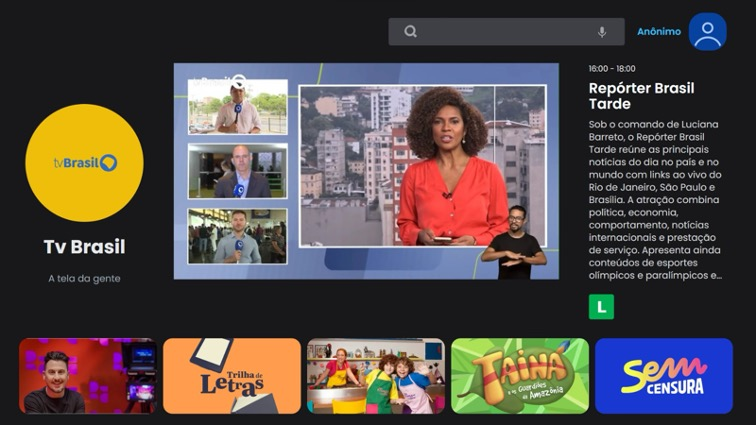 Anônimo
16:00 - 18:00
Repórter Brasil
Tarde
Sob o comando de Luciana
Barreto, o Repórter Brasil
Tarde reúne as principais
notícias do dia no país e no
mundo com links ao vivo do
Rio de Janeiro, São Paulo e
Brasília. A atração combina
política, economia,
comportamento, notícias
internacionais e prestação
de serviço. Apresenta ainda
conteúdos de esportes
olímpicos e paralímpicos e...
L
tvBrasil
tvBrasil
Tv Brasil
A tela da gente
Trilha de
Letras
TAINÁ
e os Guardiões da
Amazônia
Sem
CENSURA